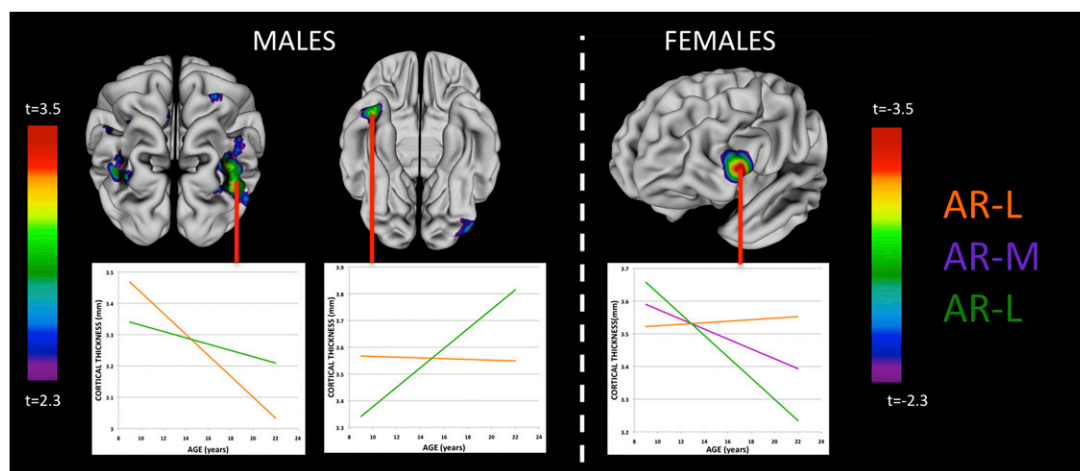 MALES
FEMALES
t=3.5
t=2.3
t=-3.5
t=-2.3
AR-L
AR-M
AR-L
CORTICAL THICKNESS (mm)
3.5
3.4
3.3
3.2
3.1
3
8 10 12 14 16 18 20 22 24
AGE (years)
CORTICAL THICKNESS (mm)
3.9
3.8
3.7
3.6
3.5
3.4
3.3
3.2
8 10 12 14 16 18 20 22 24
AGE (years)
CORTICAL THICKNESS(mm)
3.7
3.6
3.5
3.4
3.3
3.2
8 10 12 14 16 18 20 22 24
AGE (years)